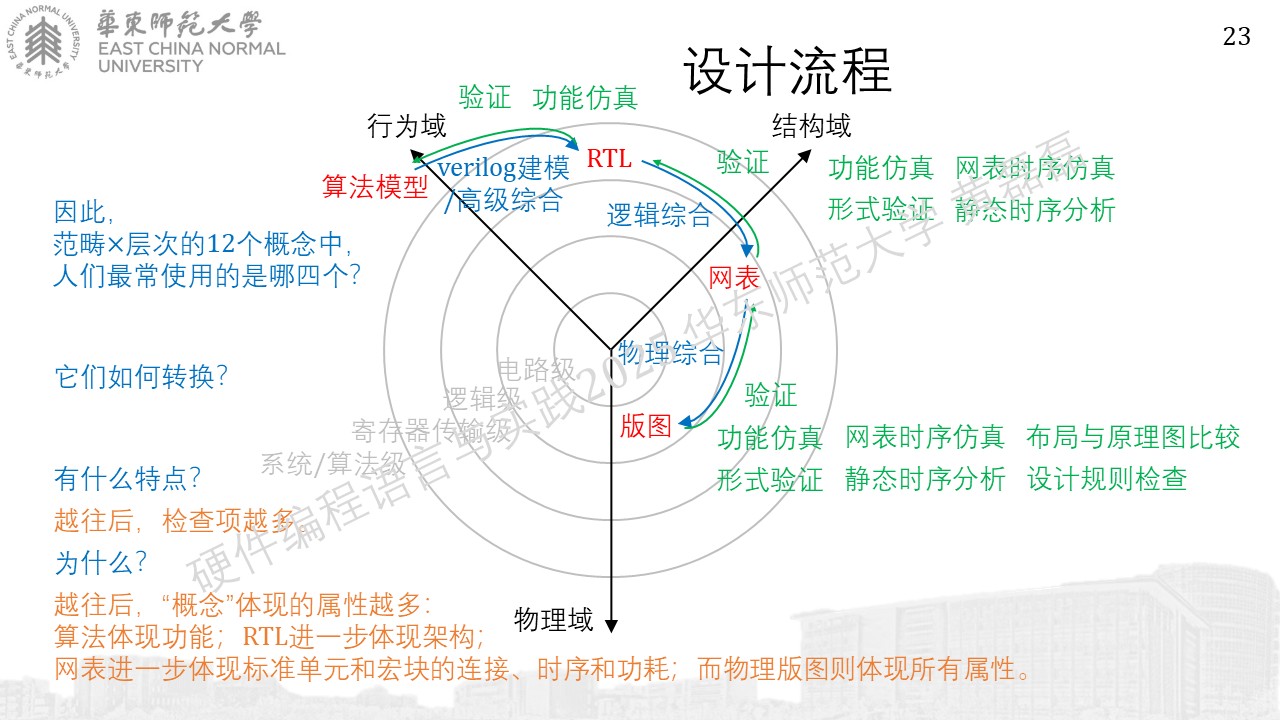 華東師範大學
EAST CHINA NORMAL
UNIVERSITY
EAST CHINA NORMAL UNIVERSITY
華東师范大学
23
设计流程
验证 功能仿真
行为域
结构域
算法模型
verilog建模
/高级综合
RTL
验证
功能仿真 网表时序仿真
形式验证 静态时序分析
逻辑综合
因此，
范畴×层次的12个概念中，
人们最常使用的是哪四个？
网表
物理综合
它们如何转换？
电路级
逻辑级
寄存器传输级
系统/算法级
版图
验证
功能仿真 网表时序仿真 布局与原理图比较
形式验证 静态时序分析 设计规则检查
有什么特点？
越往后，检查项越多。
为什么？
越往后，“概念”体现的属性越多：
算法体现功能；RTL进一步体现架构；
网表进一步体现标准单元和宏块的连接、时序和功耗；而物理版图则体现所有属性。
物理域
硬件编程语言与实践2025 华东师范大学 黄磊磊